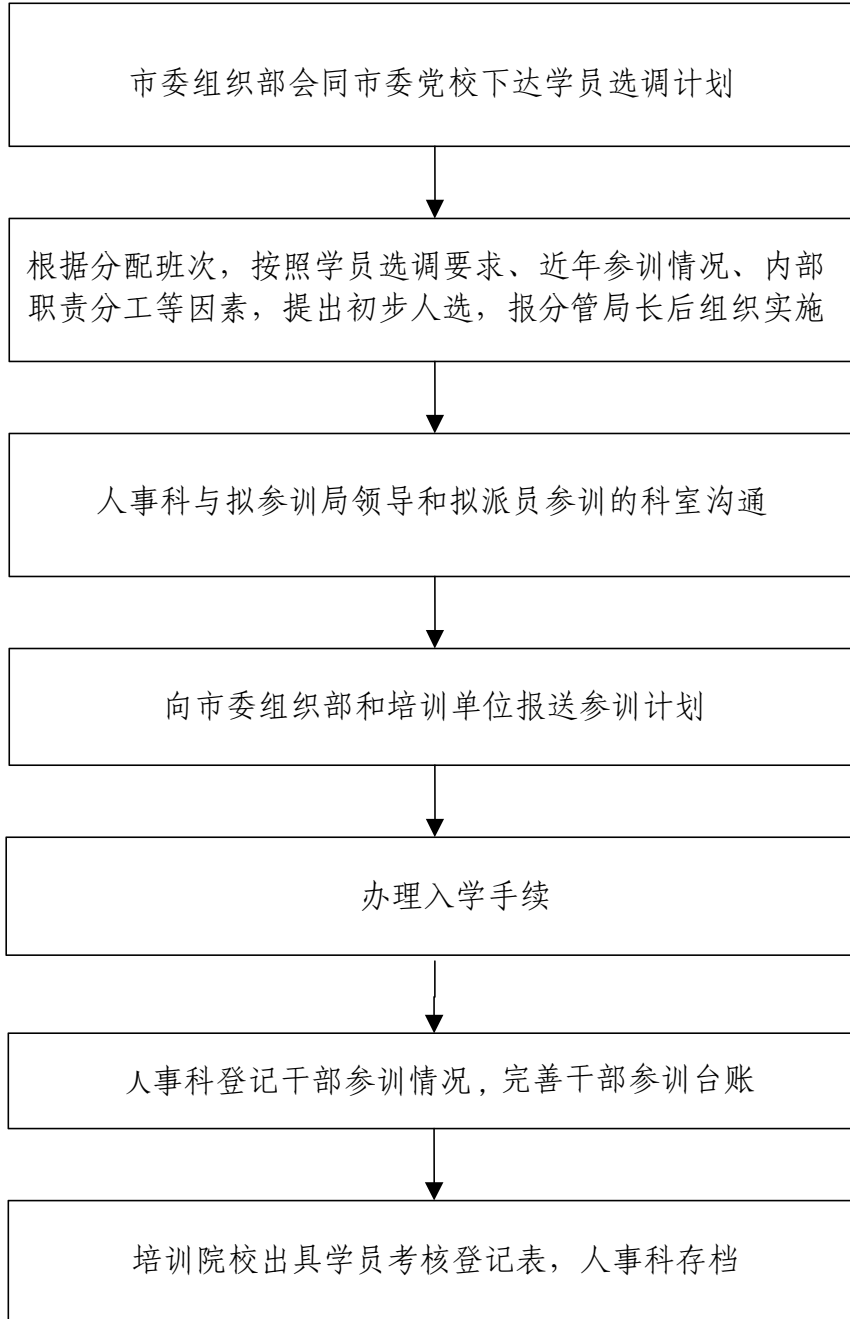 市委组织部会同市委党校下达学员选调计划
根据分配班次，按照学员选调要求、近年参训情况、内部
职责分工等因素，提出初步人选，报分管局长后组织实施
人事科与拟参训局领导和拟派员参训的科室沟通
向市委组织部和培训单位报送参训计划
办理入学手续
人事科登记干部参训情况，完善干部参训台账
培训院校出具学员考核登记表，人事科存档